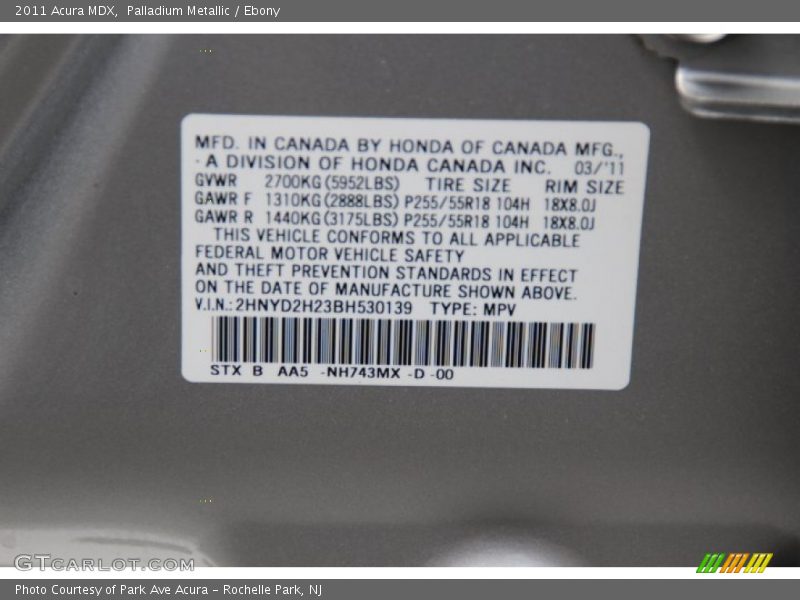 2011 Acura MDX, Palladium Metallic / Ebony
MFD. IN CANADA BY HONDA OF CANADA MFG.,
- A DIVISION OF HONDA CANADA INC. 03/'11
GVWR 2700KG(5952LBS) TIRE SIZE RIM SIZE
GAWR F 1310KG(2888LBS) P255/55R18 104H 18X8.0J
GAWR R 1440KG(3175LBS) P255/55R18 104H 18X8.0J
THIS VEHICLE CONFORMS TO ALL APPLICABLE
FEDERAL MOTOR VEHICLE SAFETY
AND THEFT PREVENTION STANDARDS IN EFFECT
ON THE DATE OF MANUFACTURE SHOWN ABOVE.
V.I.N.:2HNYD2H23BH530139 TYPE: MPV
STX B AA5 -NH743MX -D -00
GTCARLOT.COM
Photo Courtesy of Park Ave Acura - Rochelle Park, NJ